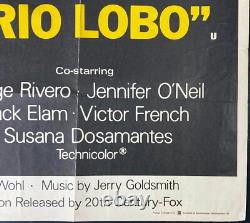 RIO LOBO”
U
Co-starring
ge Rivero · Jennifer O'Neil
ck Elam · Victor French
Susana Dosamantes
Technicolor®
Wohl · Music by Jerry Goldsmith
on Released by 20th Century-Fox